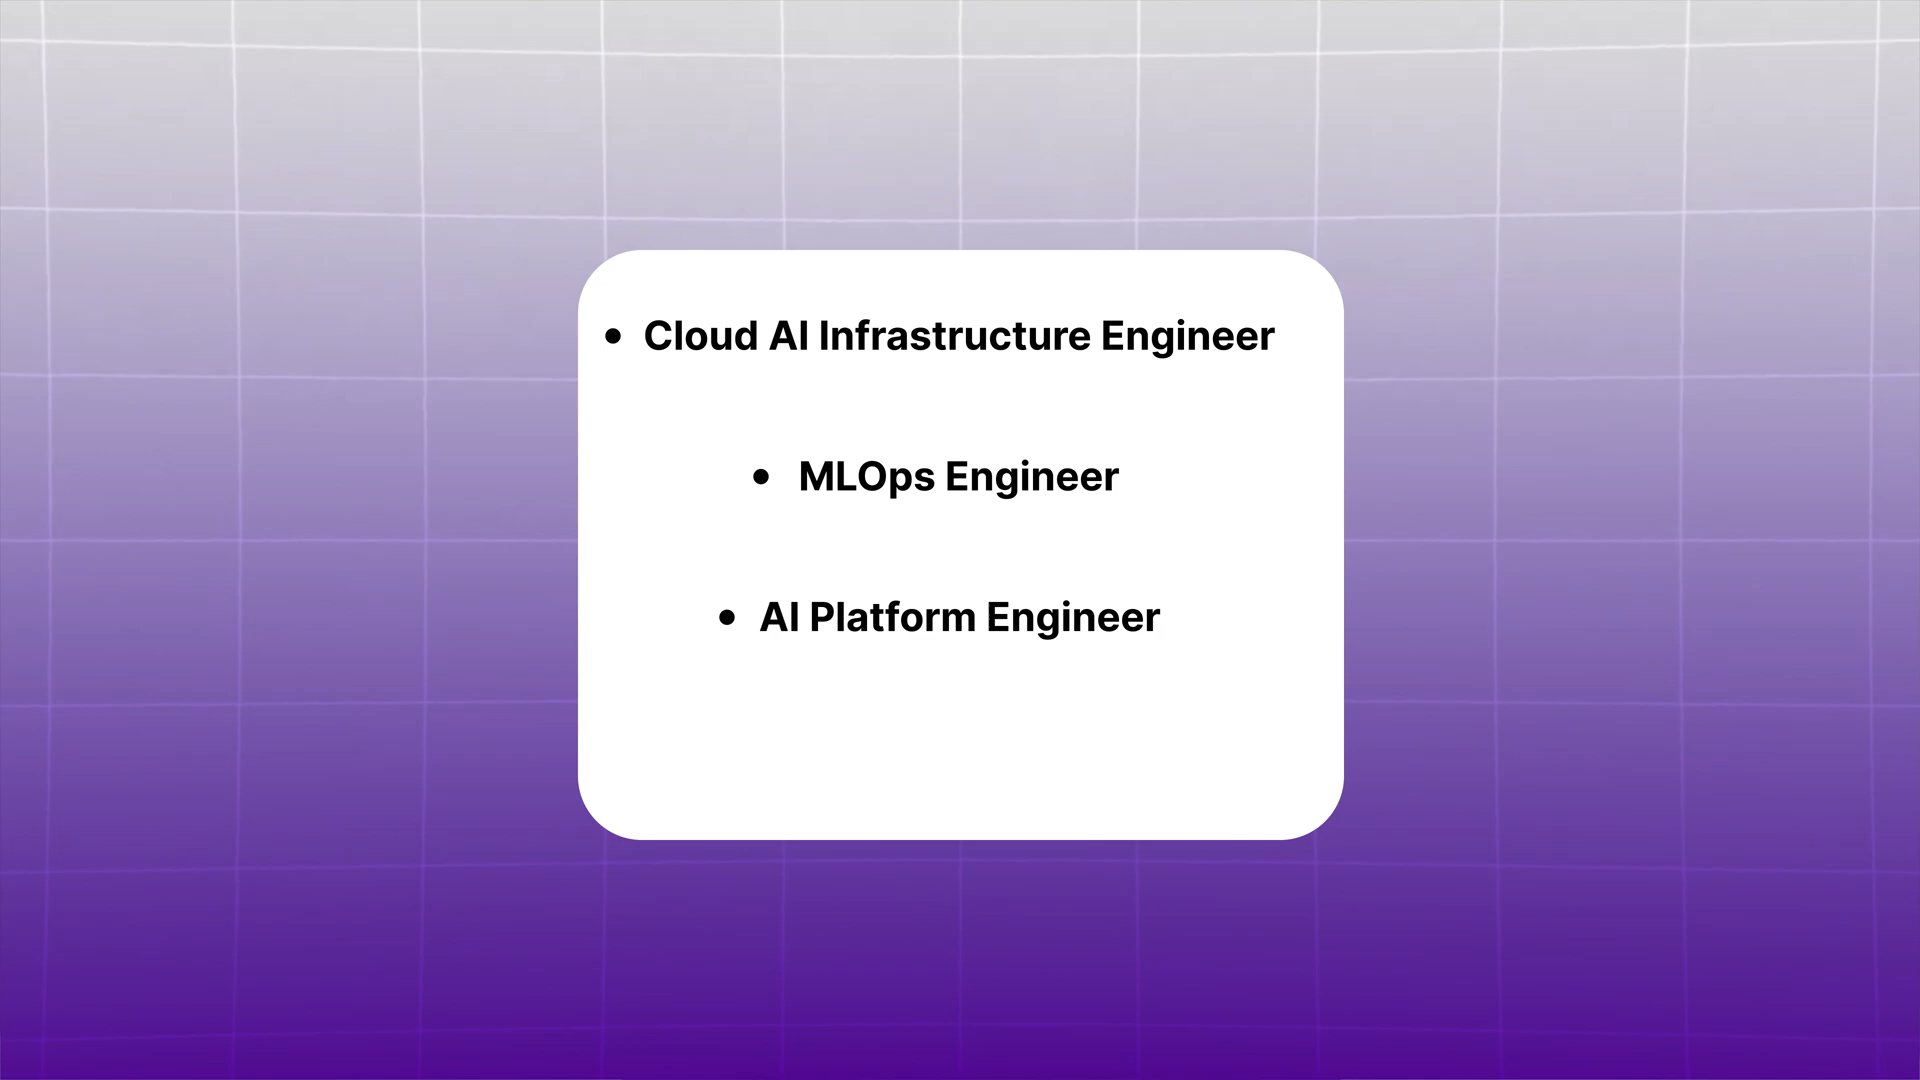 • Cloud AI Infrastructure Engineer
• MLOps Engineer
• AI Platform Engineer